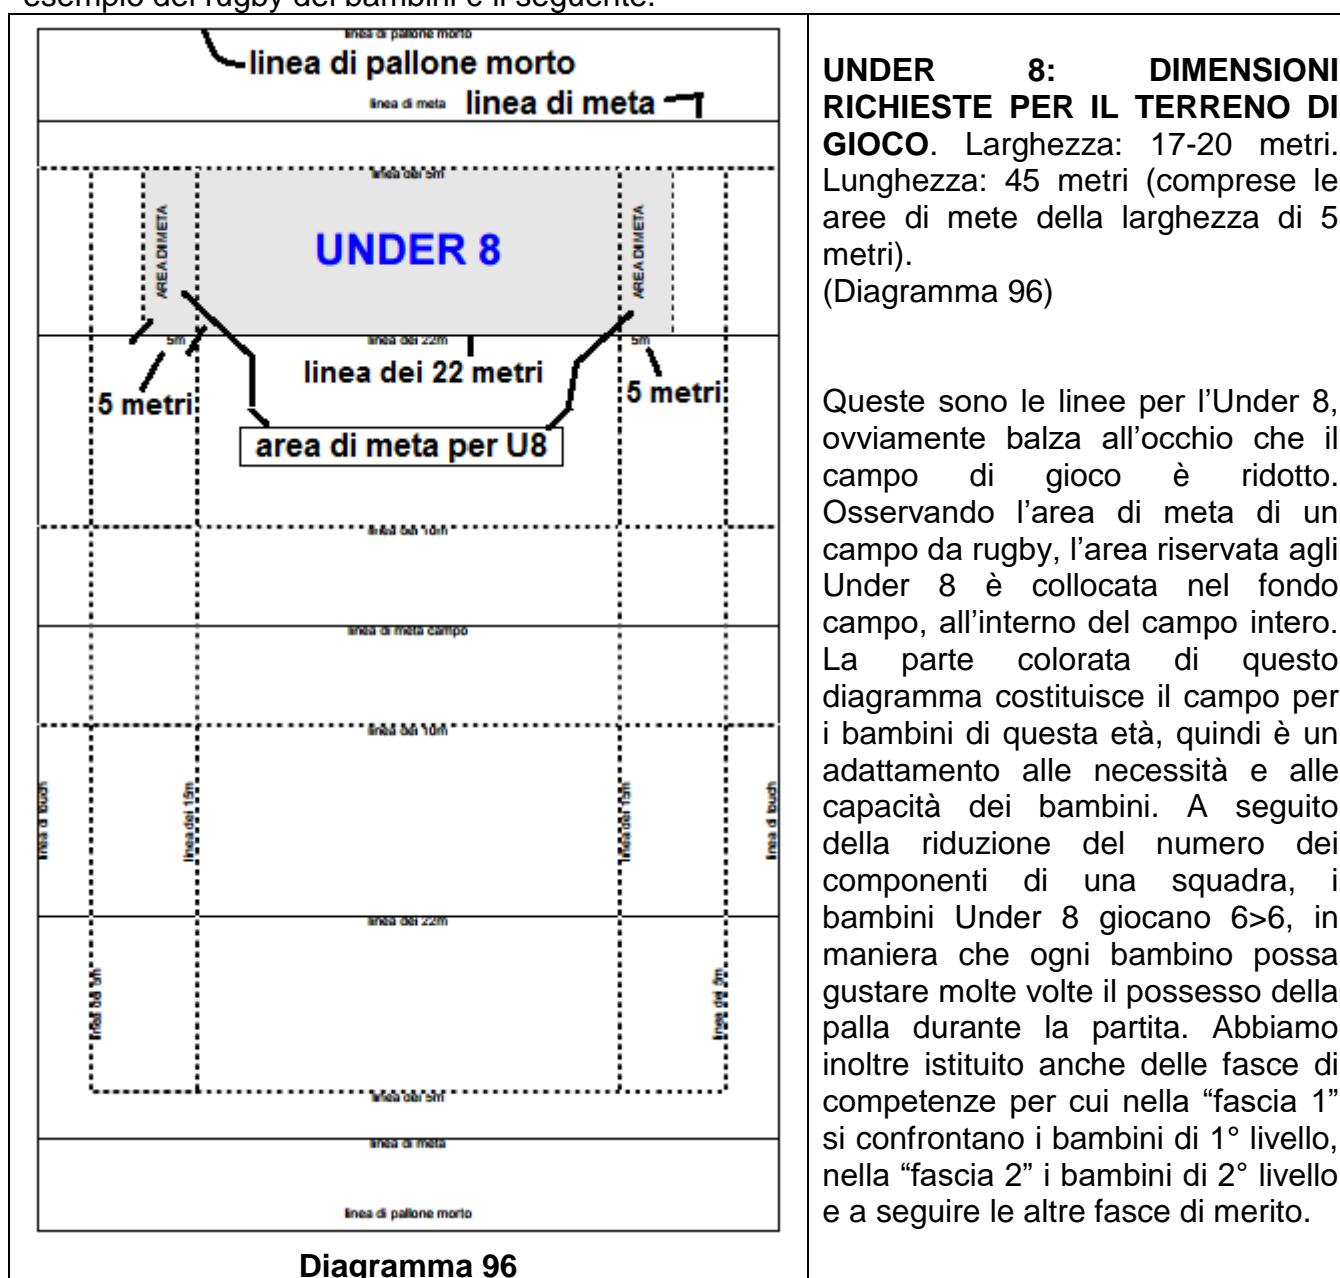 esempio del rugby dei bambini è il seguente:
linea di pallone morto
linea di pallone morto
linea di meta
linea di meta
linea dei 5m
AREA DI META
UNDER 8
AREA DI META
5m
linea dei 22m
5m
linea dei 22 metri
5 metri
5 metri
area di meta per U8
linea dei 10m
linea di metà campo
linea dei 10m
linea di touch
linea dei 15m
linea dei 15m
linea di touch
linea dei 22m
linea dei 5m
linea dei 5m
linea dei 5m
linea di meta
linea di pallone morto
Diagramma 96
UNDER 8: DIMENSIONI
RICHIESTE PER IL TERRENO DI
GIOCO. Larghezza: 17-20 metri.
Lunghezza: 45 metri (comprese le
aree di mete della larghezza di 5
metri).
(Diagramma 96)
Queste sono le linee per l’Under 8,
ovviamente balza all’occhio che il
campo di gioco è ridotto.
Osservando l’area di meta di un
campo da rugby, l’area riservata agli
Under 8 è collocata nel fondo
campo, all’interno del campo intero.
La parte colorata di questo
diagramma costituisce il campo per
i bambini di questa età, quindi è un
adattamento alle necessità e alle
capacità dei bambini. A seguito
della riduzione del numero dei
componenti di una squadra, i
bambini Under 8 giocano 6>6, in
maniera che ogni bambino possa
gustare molte volte il possesso della
palla durante la partita. Abbiamo
inoltre istituito anche delle fasce di
competenze per cui nella “fascia 1”
si confrontano i bambini di 1° livello,
nella “fascia 2” i bambini di 2° livello
e a seguire le altre fasce di merito.